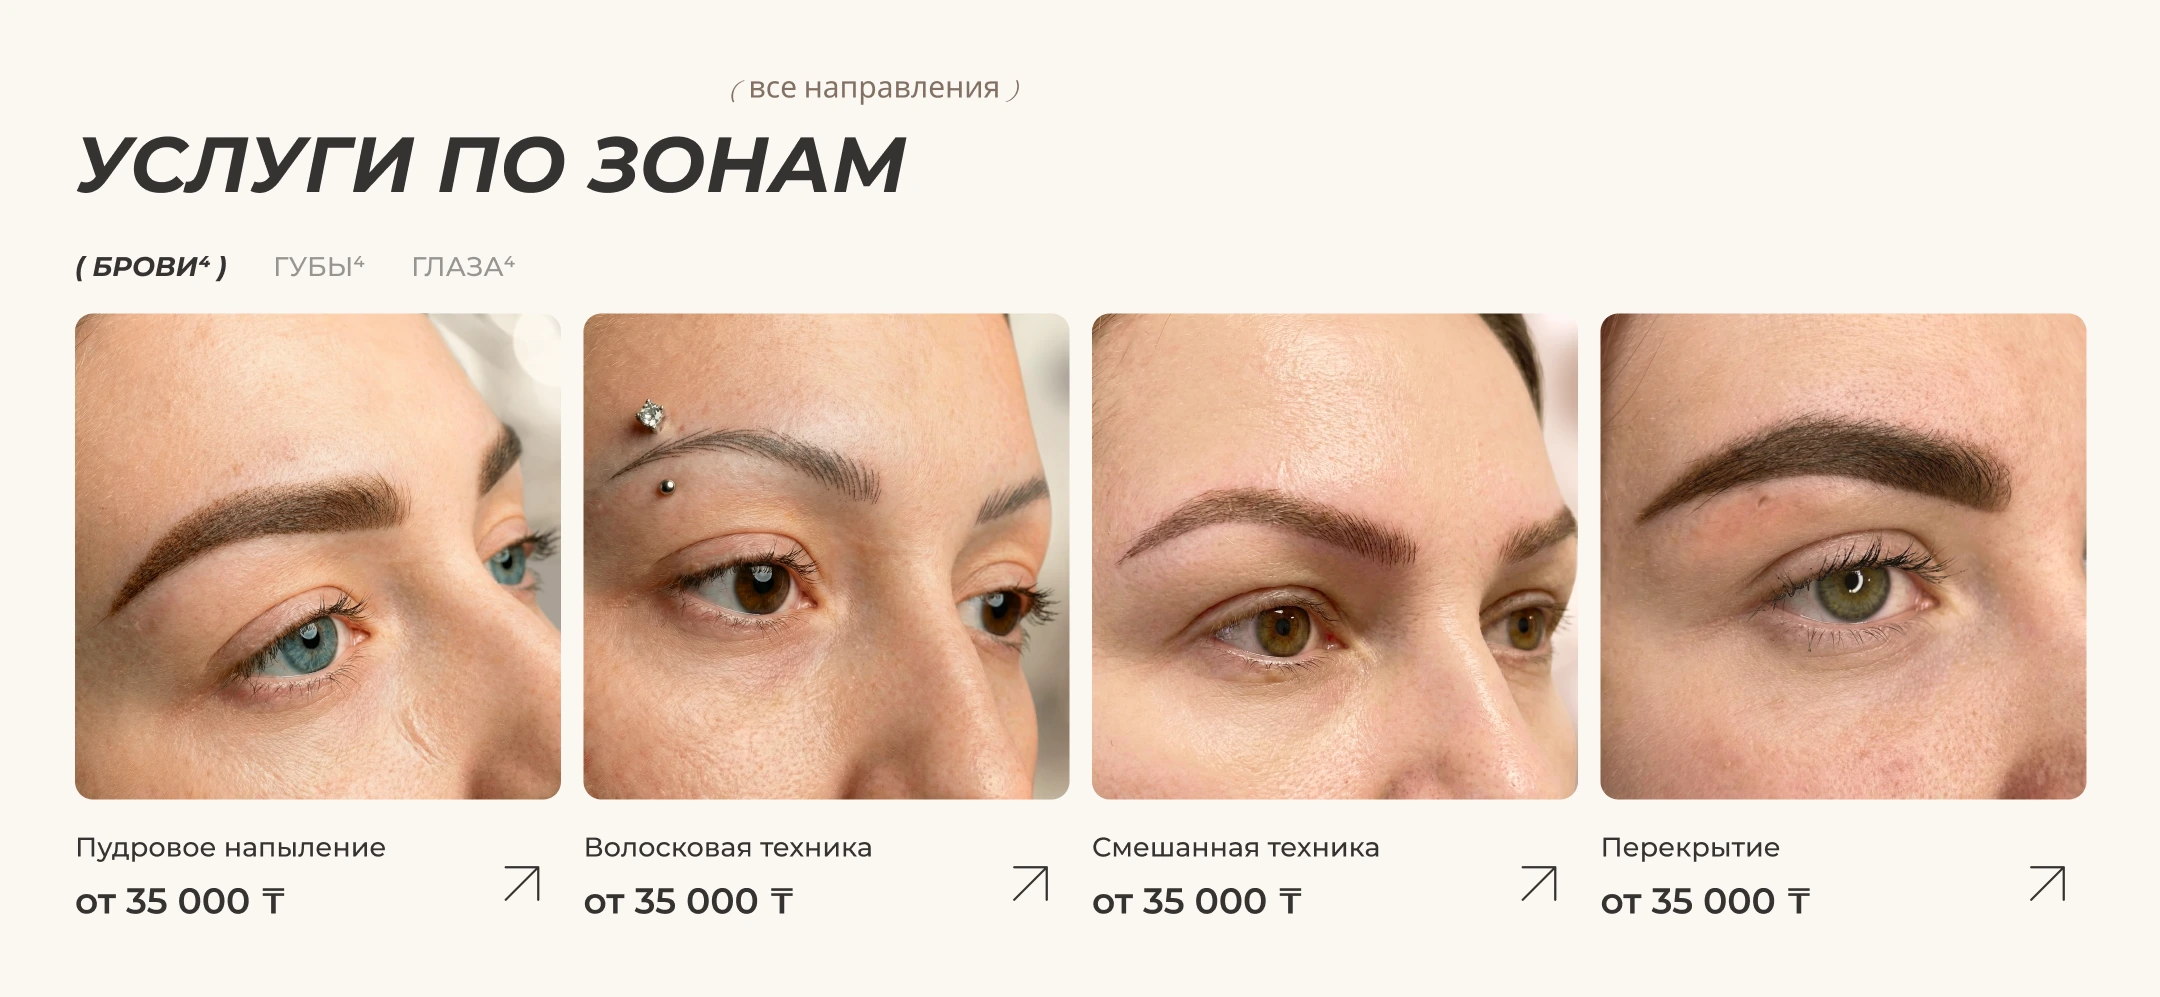 ( все направления )
УСЛУГИ ПО ЗОНАМ
( БРОВИ⁴ ) ГУБЫ⁴ ГЛАЗА⁴
Пудровое напыление
от 35 000 ₸
Волосковая техника
от 35 000 ₸
Смешанная техника
от 35 000 ₸
Перекрытие
от 35 000 ₸